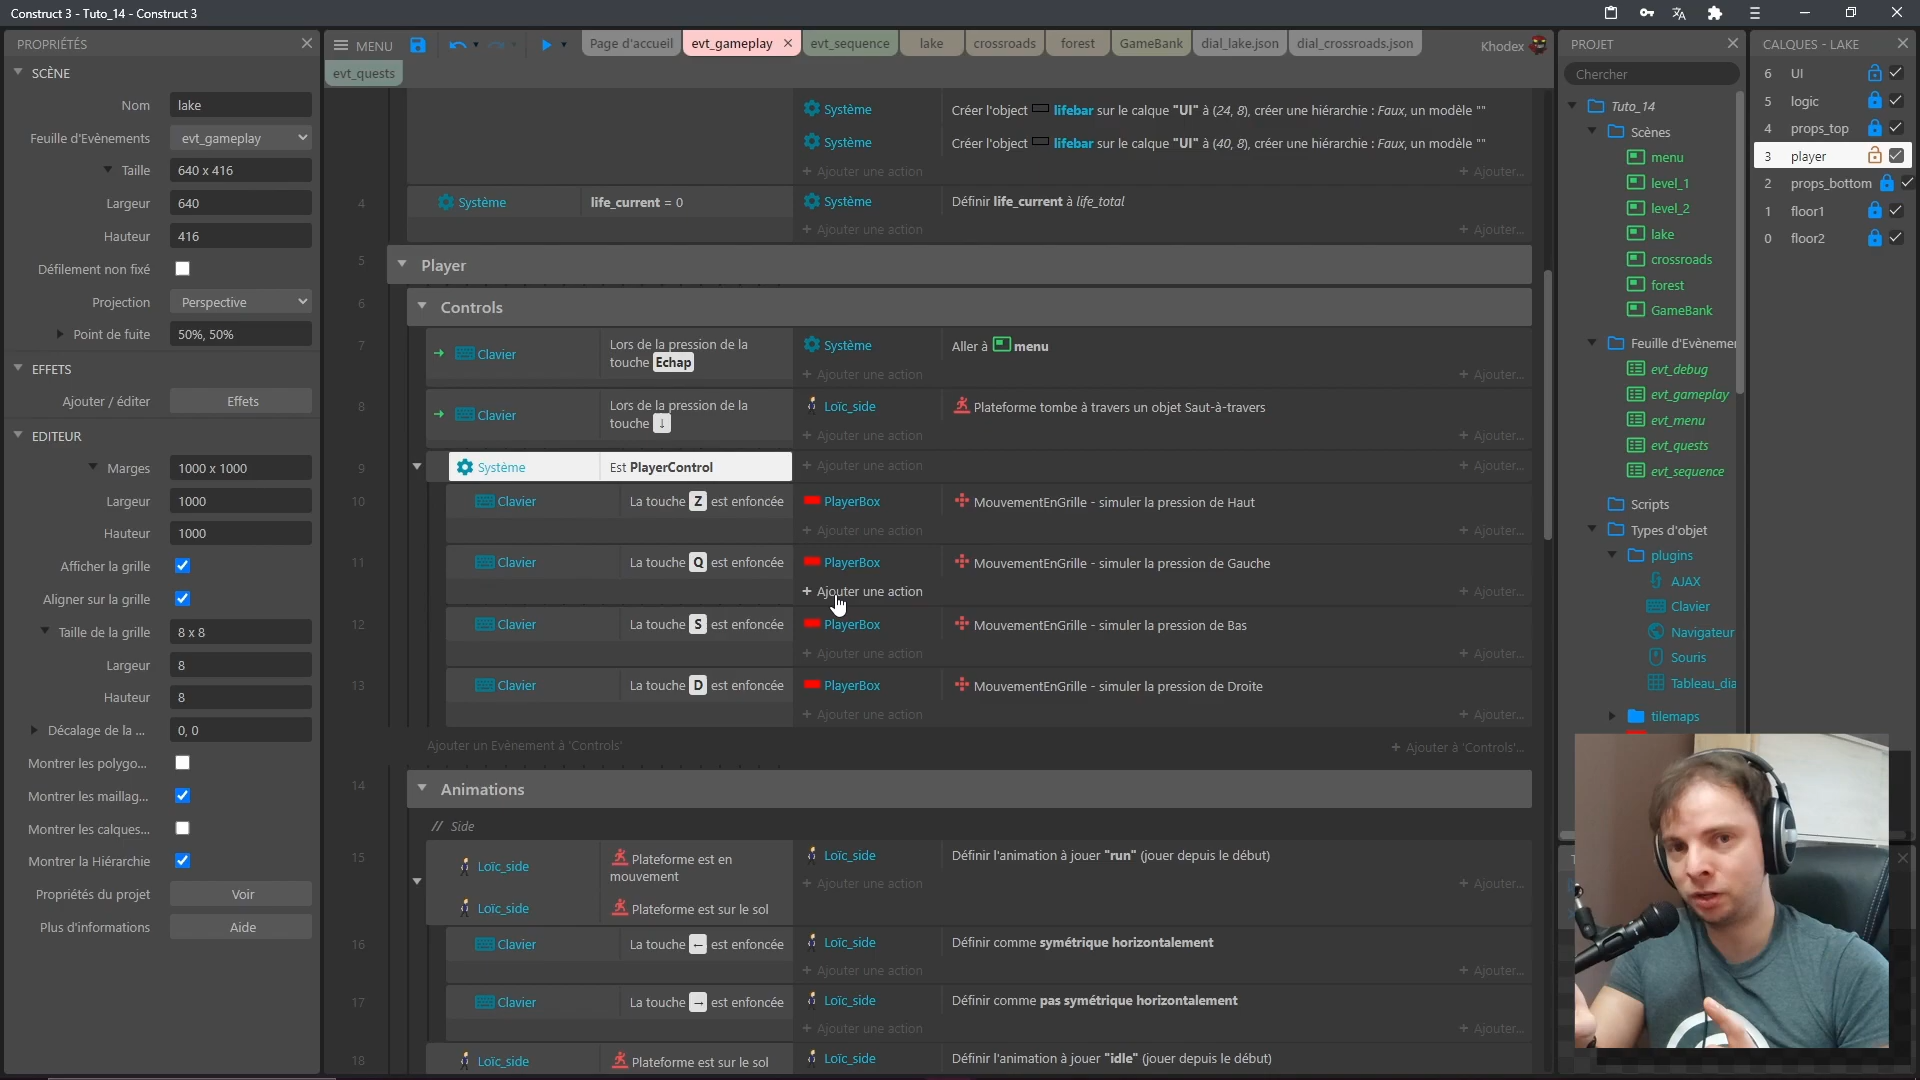 Construct 3 - Tuto_14 - Construct 3
PROPRIÉTÉS
SCÈNE
Nom lake
Feuille d'Evènements evt_gameplay
Taille 640 x 416
Largeur 640
Hauteur 416
Défilement non fixé
Projection Perspective
Point de fuite 50%, 50%
EFFETS
Ajouter / éditer Effets
EDITEUR
Marges 1000 x 1000
Largeur 1000
Hauteur 1000
Afficher la grille
Aligner sur la grille
Taille de la grille 8 x 8
Largeur 8
Hauteur 8
Décalage de la ... 0, 0
Montrer les polygo...
Montrer les maillag...
Montrer les calques...
Montrer la Hiérarchie
Propriétés du projet Voir
Plus d'informations Aide
MENU
Page d'accueil evt_gameplay evt_sequence lake crossroads forest GameBank dial_lake.json dial_crossroads.json
Khodex
evt_quests
Système Créer l'object lifebar sur le calque "UI" à (24, 8), créer une hiérarchie : Faux, un modèle ""
Système Créer l'object lifebar sur le calque "UI" à (40, 8), créer une hiérarchie : Faux, un modèle ""
+ Ajouter une action + Ajouter...
4 Système life_current = 0 Système Définir life_current à life_total
+ Ajouter une action + Ajouter...
5 Player
6 Controls
7 Clavier Lors de la pression de la touche Echap Système Aller à menu
+ Ajouter une action + Ajouter...
8 Clavier Lors de la pression de la touche ↓ Loïc_side Plateforme tombe à travers un objet Saut-à-travers
+ Ajouter une action + Ajouter...
9 Système Est PlayerControl + Ajouter une action + Ajouter...
10 Clavier La touche Z est enfoncée PlayerBox MouvementEnGrille - simuler la pression de Haut
+ Ajouter une action + Ajouter...
11 Clavier La touche Q est enfoncée PlayerBox MouvementEnGrille - simuler la pression de Gauche
+ Ajouter une action + Ajouter...
12 Clavier La touche S est enfoncée PlayerBox MouvementEnGrille - simuler la pression de Bas
+ Ajouter une action + Ajouter...
13 Clavier La touche D est enfoncée PlayerBox MouvementEnGrille - simuler la pression de Droite
+ Ajouter une action + Ajouter...
Ajouter un Evènement à 'Controls' + Ajouter à 'Controls'...
14 Animations
// Side
15 Loïc_side Plateforme est en mouvement Loïc_side Définir l'animation à jouer "run" (jouer depuis le début)
+ Ajouter une action + Ajouter...
Loïc_side Plateforme est sur le sol
16 Clavier La touche ← est enfoncée Loïc_side Définir comme symétrique horizontalement
+ Ajouter une action + Ajouter...
17 Clavier La touche → est enfoncée Loïc_side Définir comme pas symétrique horizontalement
+ Ajouter une action + Ajouter...
18 Loïc_side Plateforme est sur le sol Loïc_side Définir l'animation à jouer "idle" (jouer depuis le début)
PROJET
Chercher
Tuto_14
Scènes
menu
level_1
level_2
lake
crossroads
forest
GameBank
Feuille d'Evèneme
evt_debug
evt_gameplay
evt_menu
evt_quests
evt_sequence
Scripts
Types d'objet
plugins
AJAX
Clavier
Navigateur
Souris
Tableau_dia
tilemaps
CALQUES - LAKE
6 UI
5 logic
4 props_top
3 player
2 props_bottom
1 floor1
0 floor2